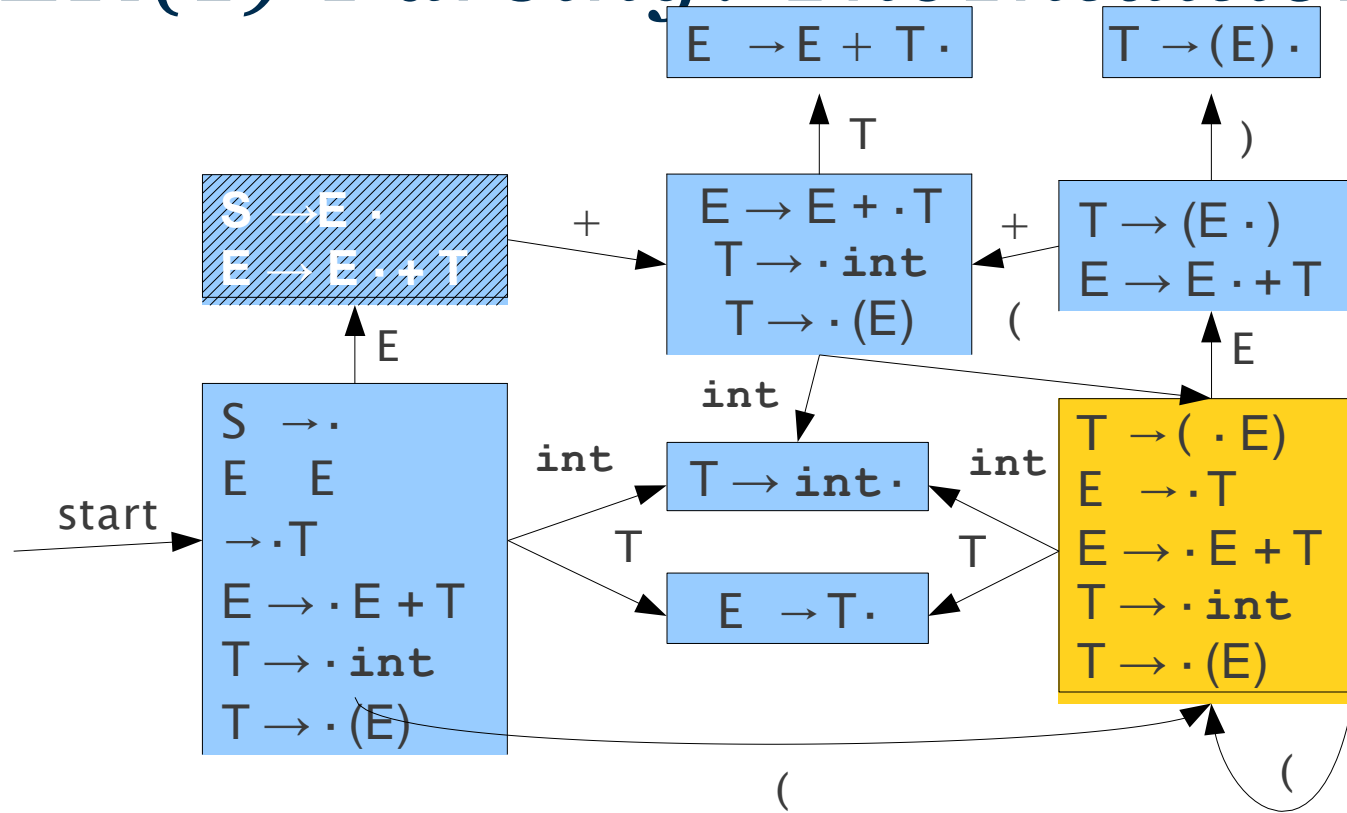 E → E + T ·
T → (E) ·
T
)
S → E ·
E → E · + T
+
E → E + · T
T → · int
T → · (E)
+
T → (E · )
E → E · + T
(
E
E
int
start
S → ·
E E
→ · T
E → · E + T
T → · int
T → · (E)
int
T → int ·
int
T
T
E → T ·
T → ( · E)
E → · T
E → · E + T
T → · int
T → · (E)
(
(